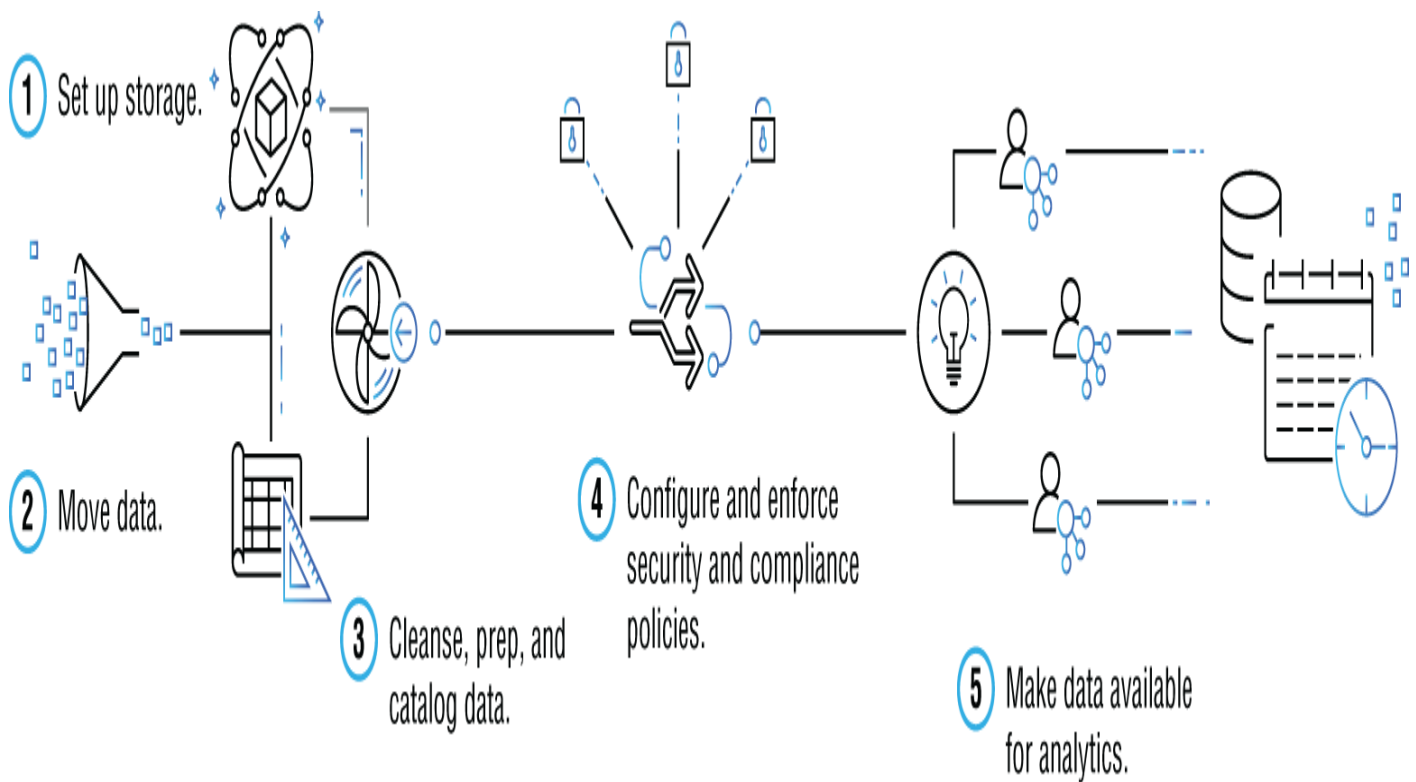 1 Set up storage.
2 Move data.
3 Cleanse, prep, and
catalog data.
4 Configure and enforce
security and compliance
policies.
5 Make data available
for analytics.